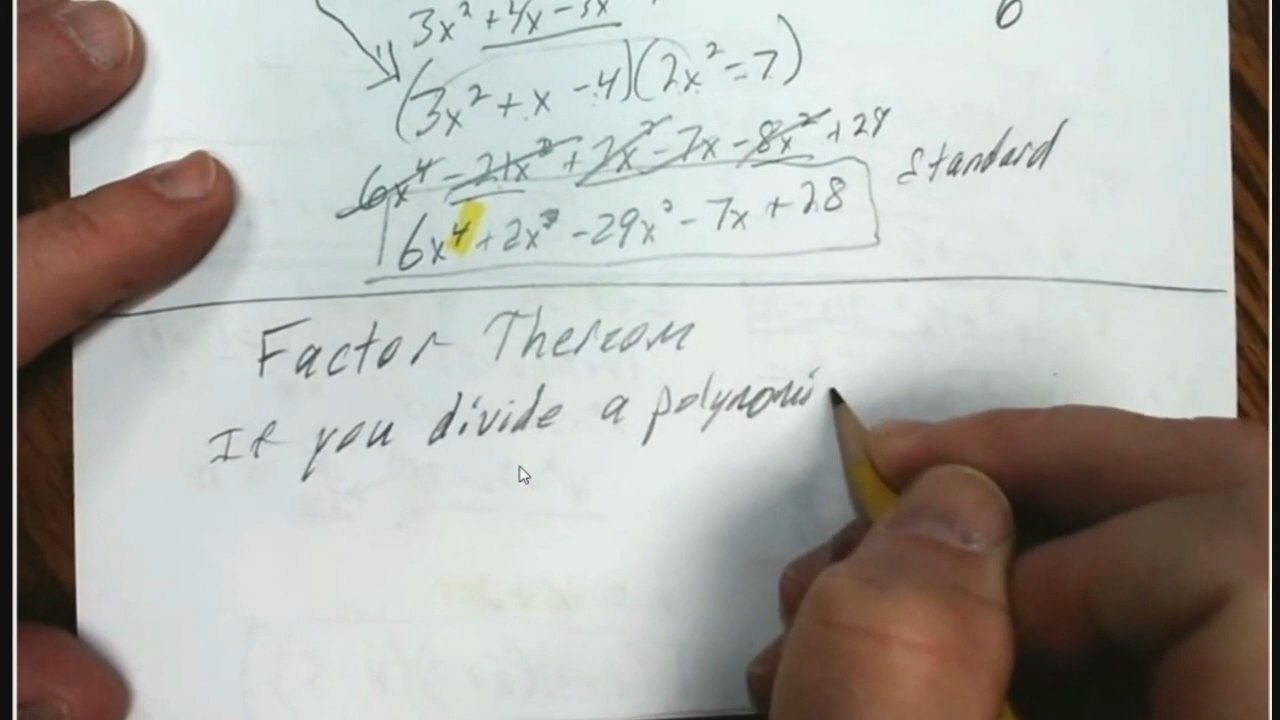 3x² +4x -3x
6
(3x² + x - 4)(2x² - 7)
6x⁴ - 21x² + 2x² - 7x - 8x² + 28
Standard
6x⁴ + 2x³ - 29x² - 7x + 28
Factor Thereom
If you divide a polynomi